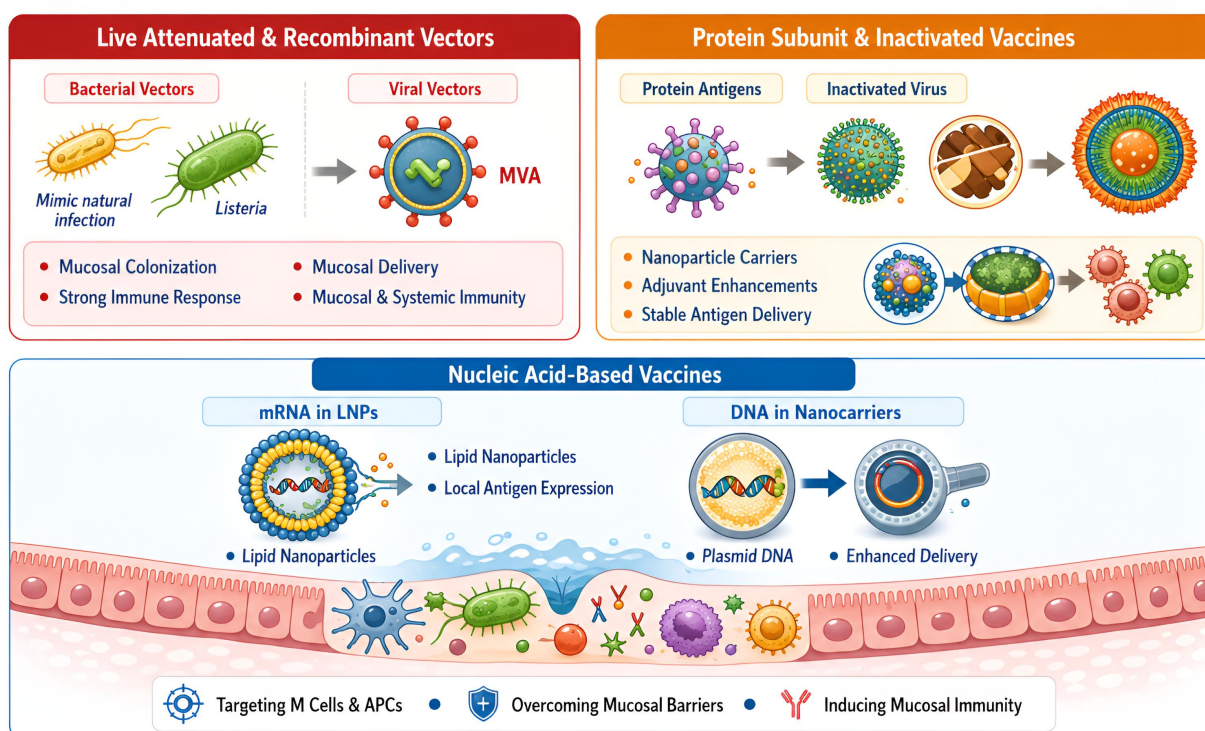 Live Attenuated & Recombinant Vectors
Bacterial Vectors
Viral Vectors
Mimic natural
infection
Listeria
MVA
• Mucosal Colonization
• Strong Immune Response
• Mucosal Delivery
• Mucosal & Systemic Immunity
Protein Subunit & Inactivated Vaccines
Protein Antigens
Inactivated Virus
• Nanoparticle Carriers
• Adjuvant Enhancements
• Stable Antigen Delivery
Nucleic Acid-Based Vaccines
mRNA in LNPs
• Lipid Nanoparticles
• Local Antigen Expression
• Lipid Nanoparticles
DNA in Nanocarriers
• Plasmid DNA
• Enhanced Delivery
Targeting M Cells & APCs • Overcoming Mucosal Barriers • Inducing Mucosal Immunity